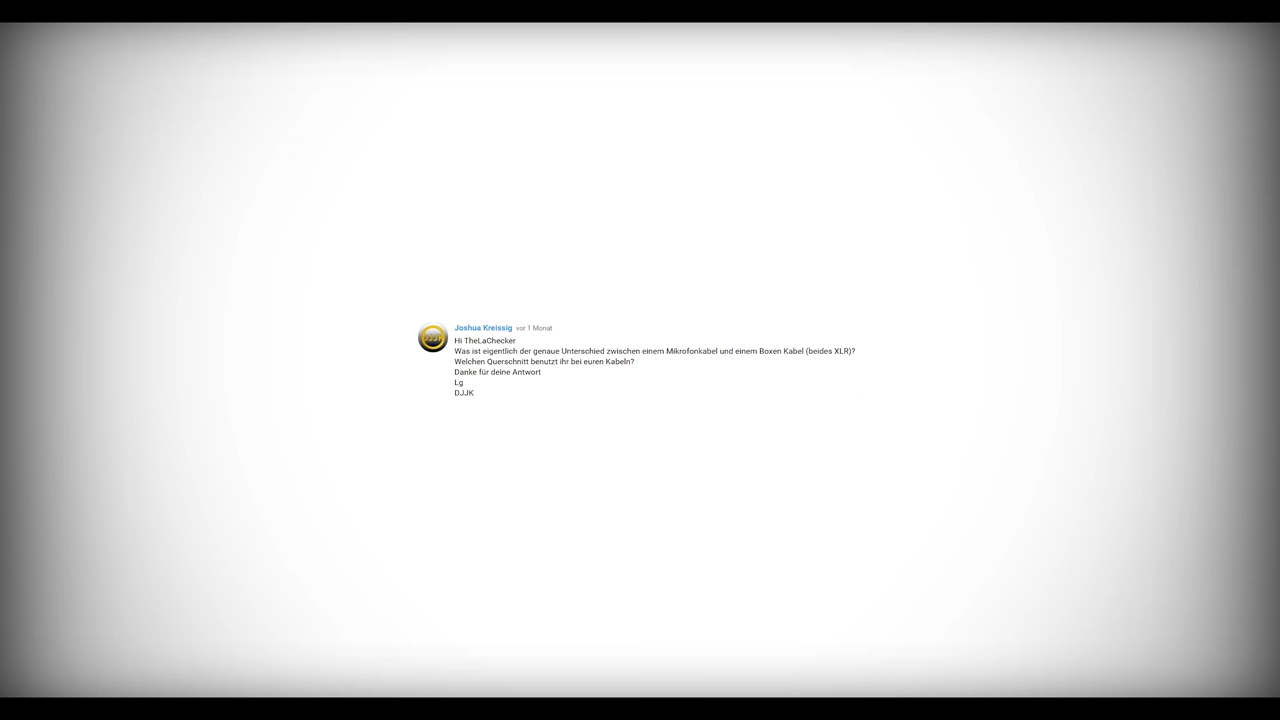 Joshua Kreissig vor 1 Monat
Hi TheLaChecker
Was ist eigentlich der genaue Unterschied zwischen einem Mikrofonkabel und einem Boxen Kabel (beides XLR)?
Welchen Querschnitt benutzt ihr bei euren Kabeln?
Danke für deine Antwort
Lg
DJJK